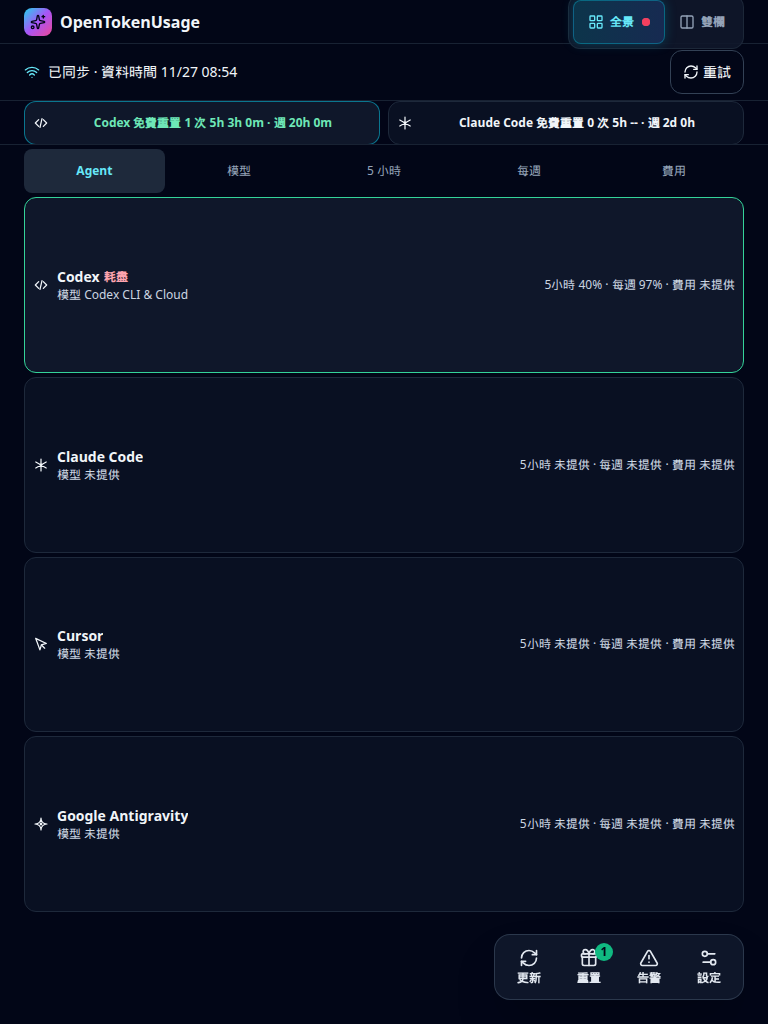 OpenTokenUsage
全景
雙欄
已同步 · 資料時間 11/27 08:54
重試
Codex 免費重置 1 次 5h 3h 0m · 週 20h 0m
Claude Code 免費重置 0 次 5h -- · 週 2d 0h
Agent
模型
5 小時
每週
費用
Codex 耗盡
模型 Codex CLI & Cloud
5小時 40% · 每週 97% · 費用 未提供
Claude Code
模型 未提供
5小時 未提供 · 每週 未提供 · 費用 未提供
Cursor
模型 未提供
5小時 未提供 · 每週 未提供 · 費用 未提供
Google Antigravity
模型 未提供
5小時 未提供 · 每週 未提供 · 費用 未提供
更新
1
重置
告警
設定